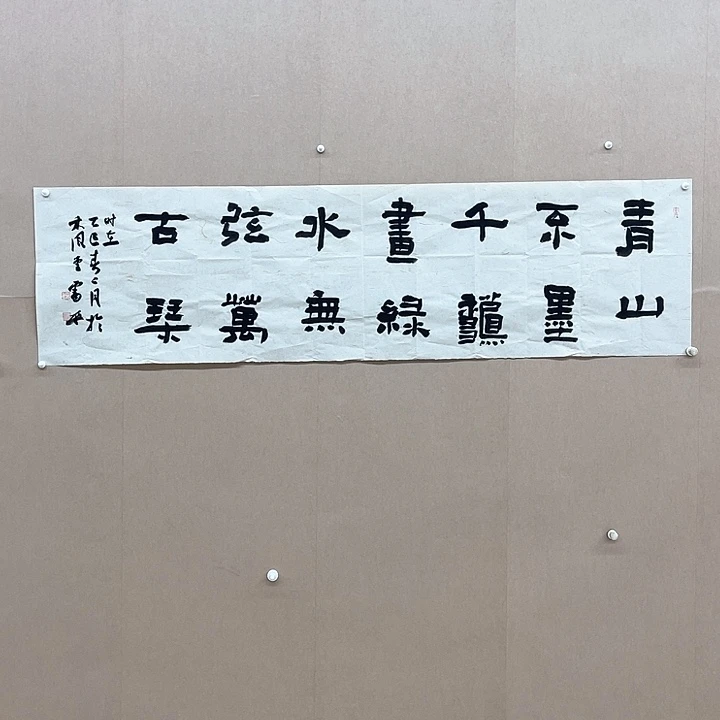 青山
不墨
千龝
畫綠
水無
弦萬
古琴
时在
乙巳春二月於